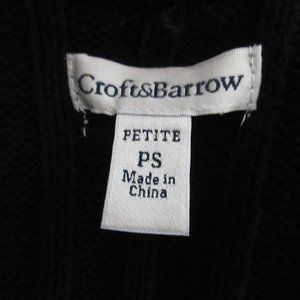 Croft&Barrow
PETITE
PS
Made in
China